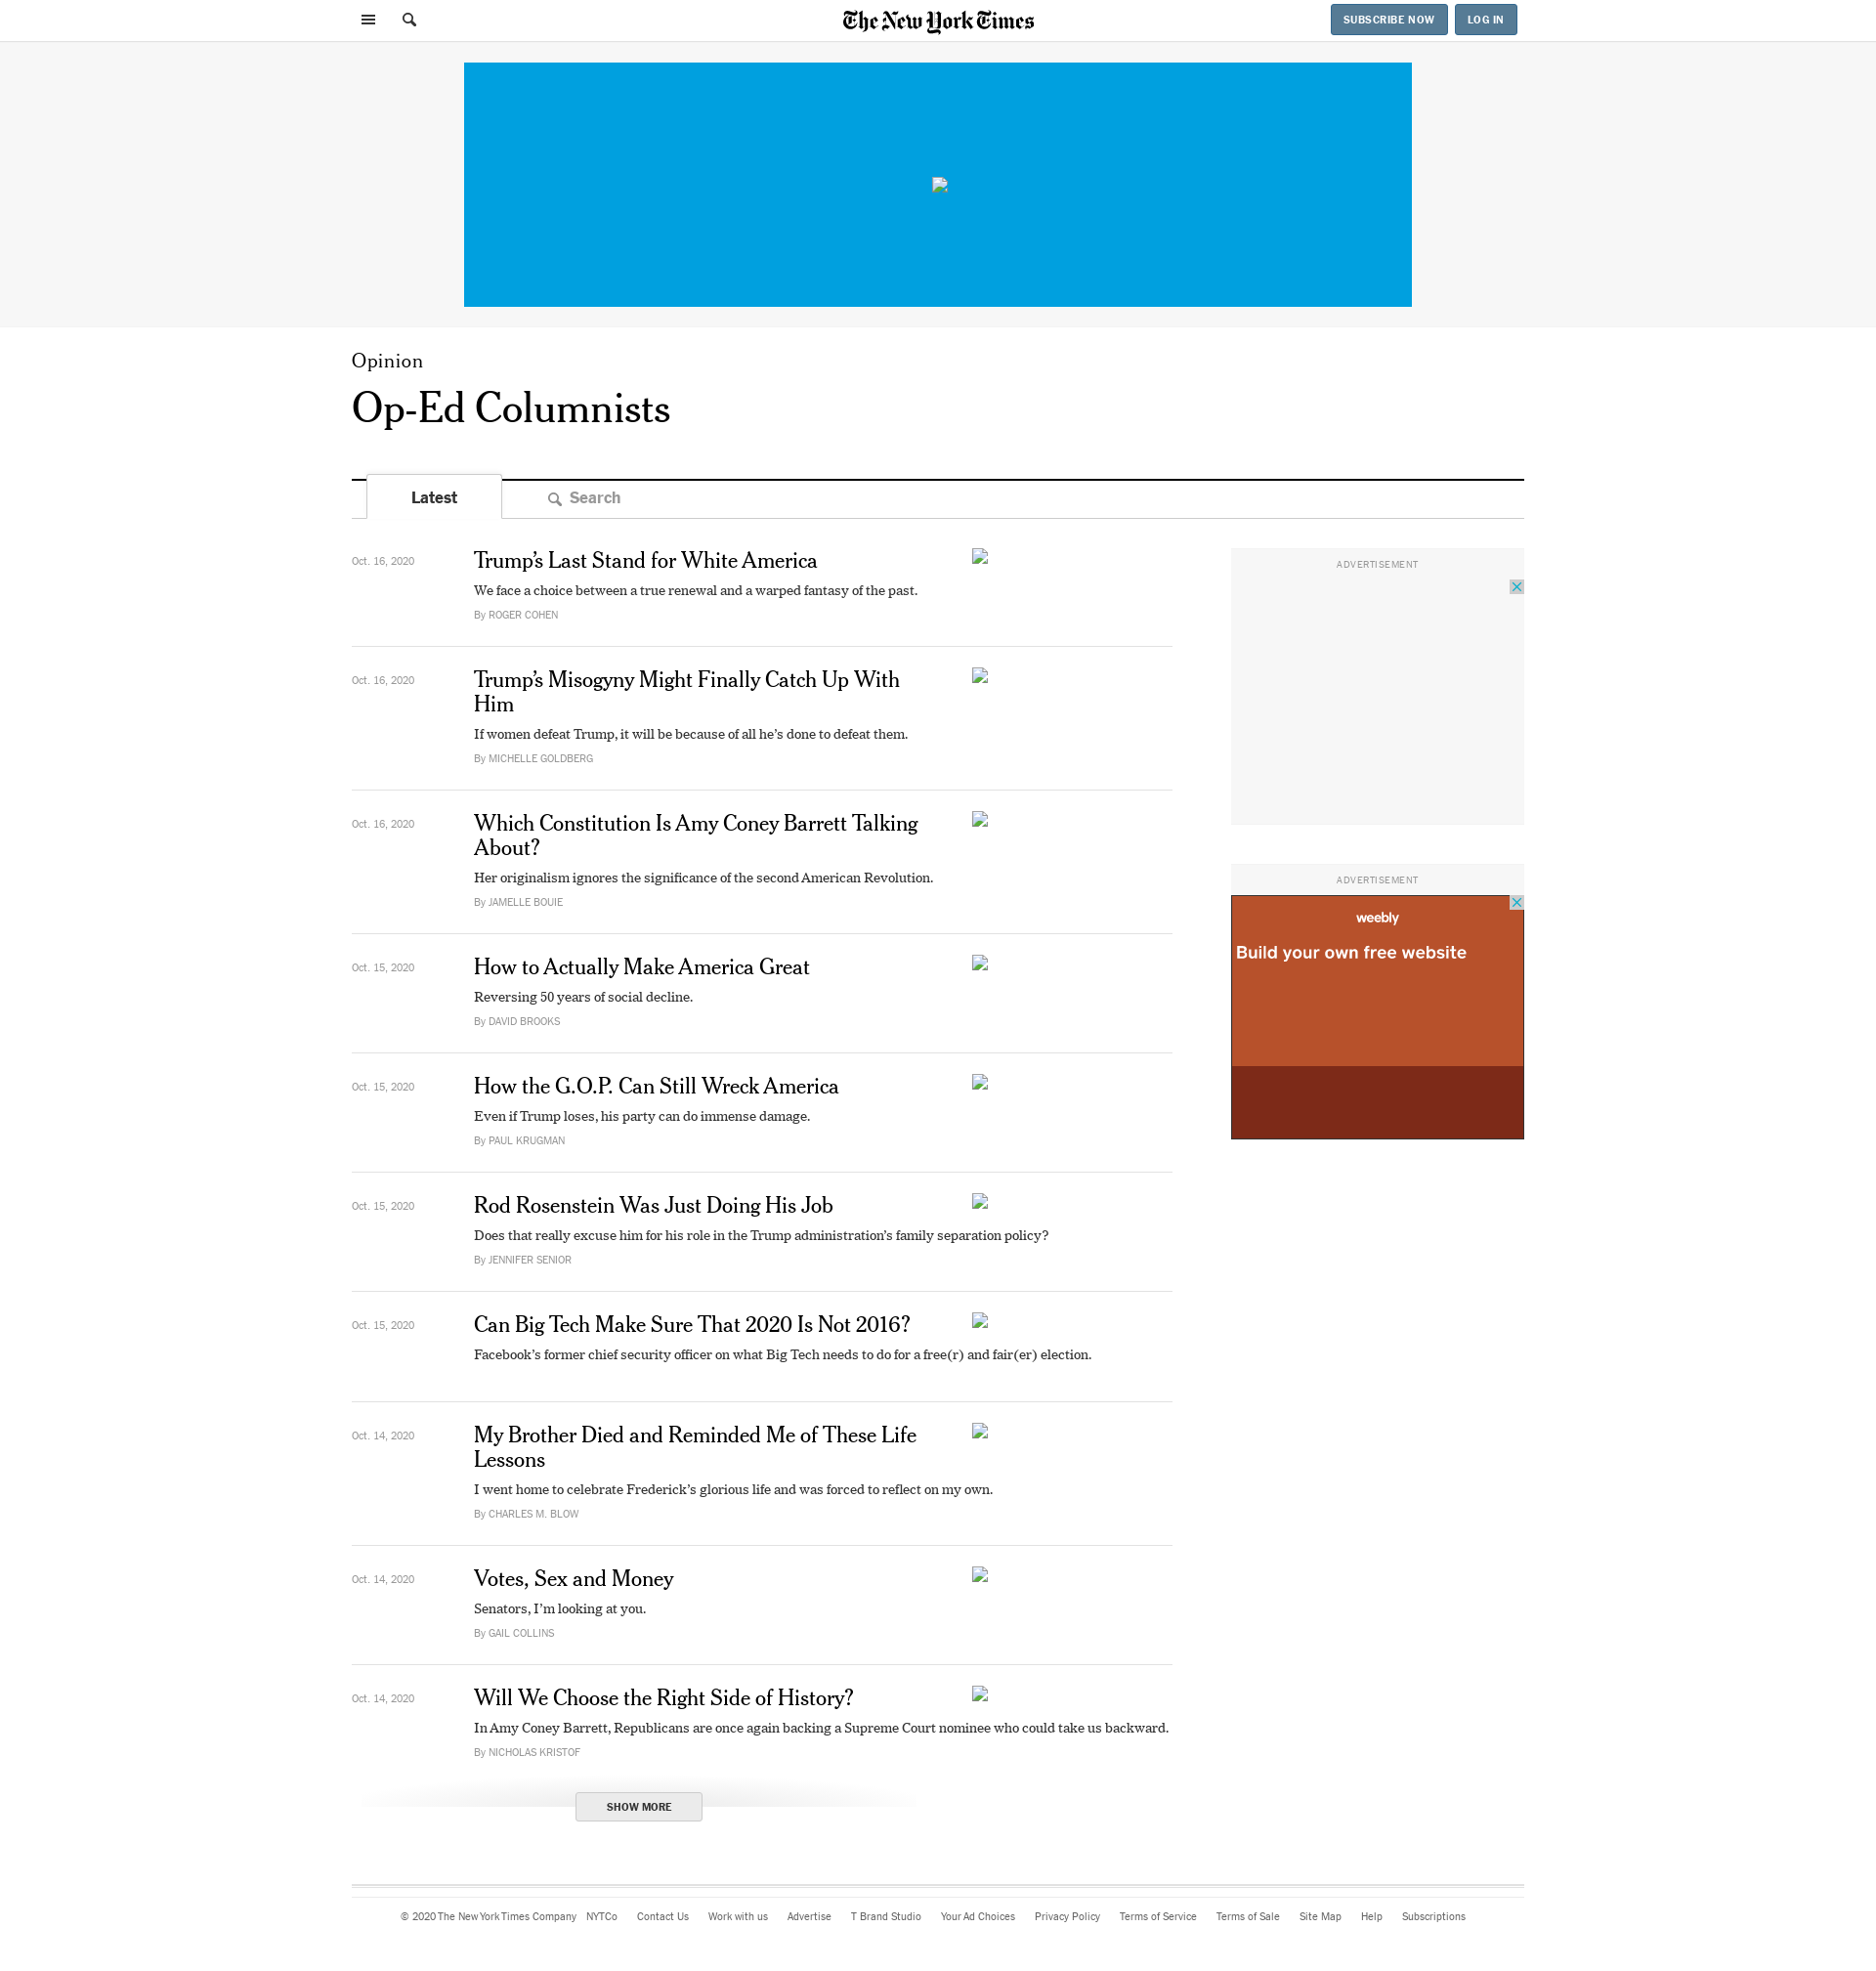 The New York Times
SUBSCRIBE NOW
LOG IN
Opinion
Op-Ed Columnists
Latest
Search
Oct. 16, 2020
Trump’s Last Stand for White America
We face a choice between a true renewal and a warped fantasy of the past.
By ROGER COHEN
Oct. 16, 2020
Trump’s Misogyny Might Finally Catch Up With
Him
If women defeat Trump, it will be because of all he’s done to defeat them.
By MICHELLE GOLDBERG
Oct. 16, 2020
Which Constitution Is Amy Coney Barrett Talking
About?
Her originalism ignores the significance of the second American Revolution.
By JAMELLE BOUIE
Oct. 15, 2020
How to Actually Make America Great
Reversing 50 years of social decline.
By DAVID BROOKS
Oct. 15, 2020
How the G.O.P. Can Still Wreck America
Even if Trump loses, his party can do immense damage.
By PAUL KRUGMAN
Oct. 15, 2020
Rod Rosenstein Was Just Doing His Job
Does that really excuse him for his role in the Trump administration’s family separation policy?
By JENNIFER SENIOR
Oct. 15, 2020
Can Big Tech Make Sure That 2020 Is Not 2016?
Facebook’s former chief security officer on what Big Tech needs to do for a free(r) and fair(er) election.
Oct. 14, 2020
My Brother Died and Reminded Me of These Life
Lessons
I went home to celebrate Frederick’s glorious life and was forced to reflect on my own.
By CHARLES M. BLOW
Oct. 14, 2020
Votes, Sex and Money
Senators, I’m looking at you.
By GAIL COLLINS
Oct. 14, 2020
Will We Choose the Right Side of History?
In Amy Coney Barrett, Republicans are once again backing a Supreme Court nominee who could take us backward.
By NICHOLAS KRISTOF
SHOW MORE
ADVERTISEMENT
ADVERTISEMENT
weebly
Build your own free website
© 2020 The New York Times Company NYTCo Contact Us Work with us Advertise T Brand Studio Your Ad Choices Privacy Policy Terms of Service Terms of Sale Site Map Help Subscriptions